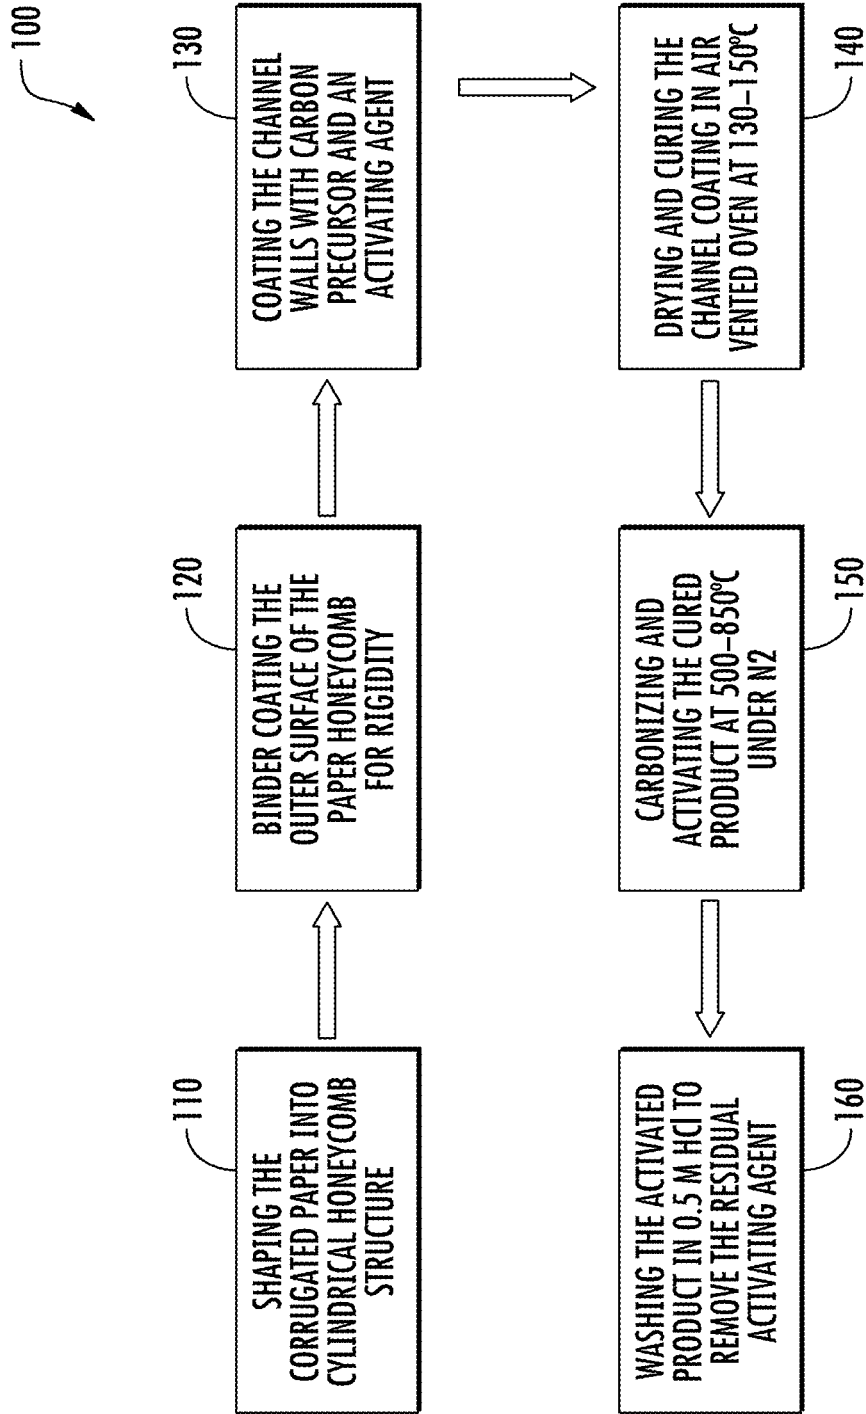 100
110
SHAPING THE
CORRUGATED PAPER INTO
CYLINDRICAL HONEYCOMB
STRUCTURE
120
BINDER COATING THE
OUTER SURFACE OF THE
PAPER HONEYCOMB
FOR RIGIDITY
130
COATING THE CHANNEL
WALLS WITH CARBON
PRECURSOR AND AN
ACTIVATING AGENT
DRYING AND CURING THE
CHANNEL COATING IN AIR
VENTED OVEN AT 130–150ºC
140
CARBONIZING AND
ACTIVATING THE CURED
PRODUCT AT 500–850ºC
UNDER N2
150
WASHING THE ACTIVATED
PRODUCT IN 0.5 M HCl TO
REMOVE THE RESIDUAL
ACTIVATING AGENT
160